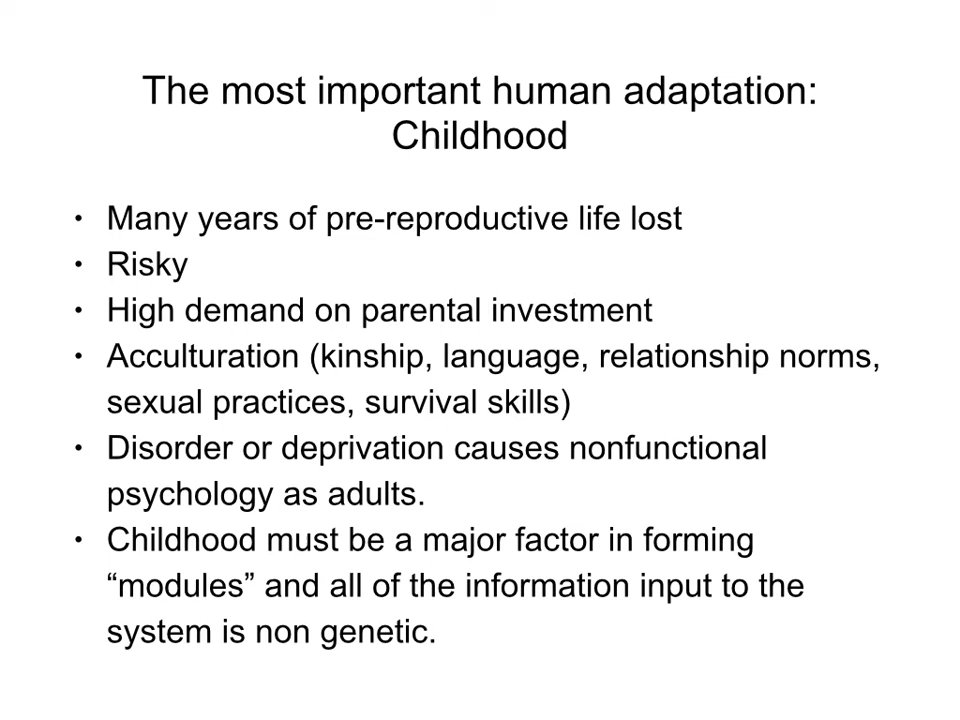 The most important human adaptation:
Childhood
• Many years of pre-reproductive life lost
• Risky
• High demand on parental investment
• Acculturation (kinship, language, relationship norms,
sexual practices, survival skills)
• Disorder or deprivation causes nonfunctional
psychology as adults.
• Childhood must be a major factor in forming
“modules” and all of the information input to the
system is non genetic.